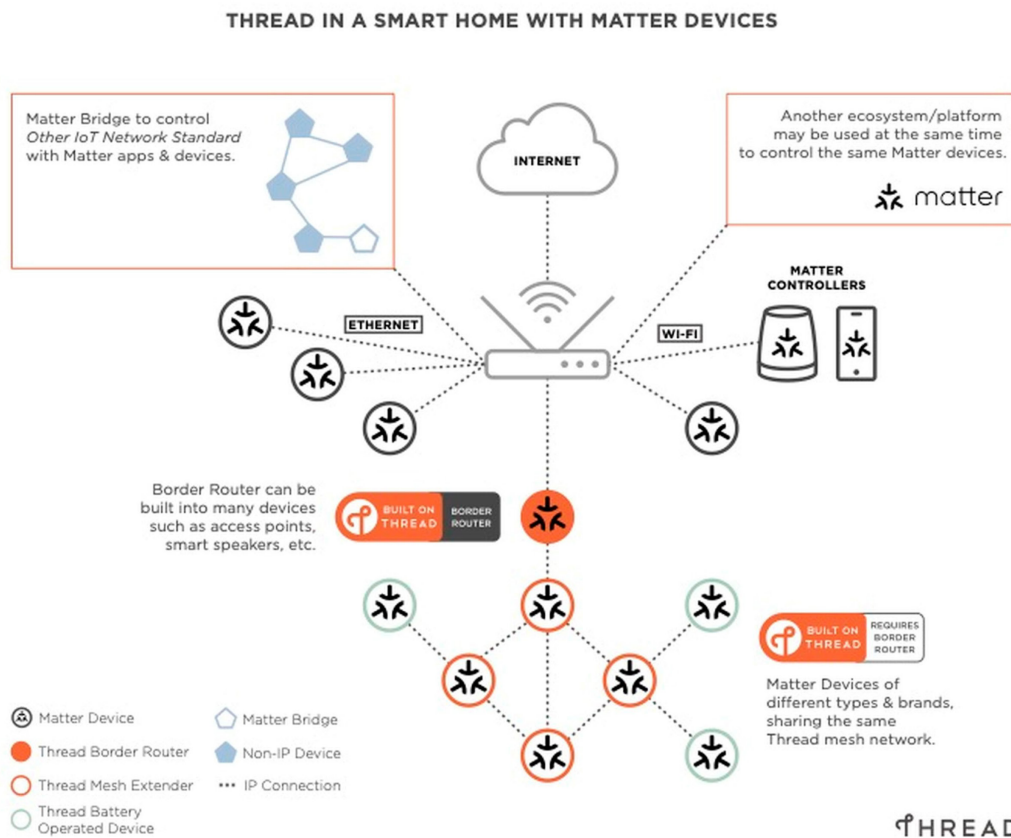 THREAD IN A SMART HOME WITH MATTER DEVICES
Matter Bridge to control
Other IoT Network Standard
with Matter apps & devices.
INTERNET
Another ecosystem/platform
may be used at the same time
to control the same Matter devices.
matter
MATTER
CONTROLLERS
ETHERNET
WI-FI
Border Router can be
built into many devices
such as access points,
smart speakers, etc.
BUILT ON
THREAD
BORDER
ROUTER
BUILT ON
THREAD
REQUIRES
BORDER
ROUTER
Matter Devices of
different types & brands,
sharing the same
Thread mesh network.
Matter Device
Thread Border Router
Thread Mesh Extender
Thread Battery
Operated Device
Matter Bridge
Non-IP Device
IP Connection
THREAD